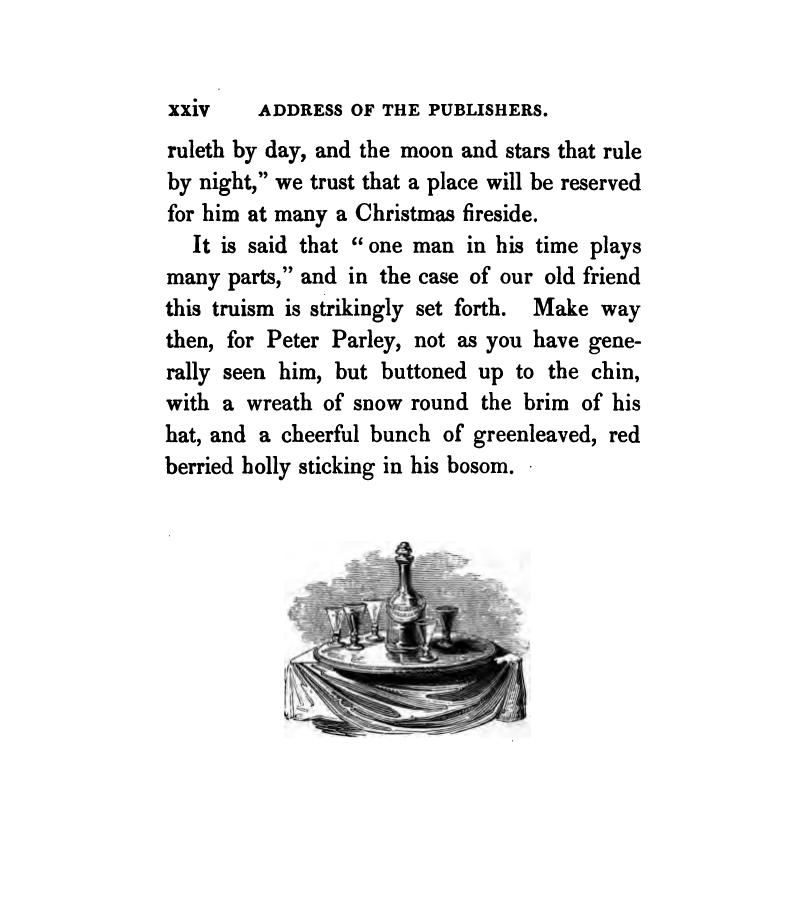 xxiv ADDRESS OF THE PUBLISHERS.
ruleth by day, and the moon and stars that rule
by night,” we trust that a place will be reserved
for him at many a Christmas fireside.
It is said that “one man in his time plays
many parts,” and in the case of our old friend
this truism is strikingly set forth. Make way
then, for Peter Parley, not as you have gene-
rally seen him, but buttoned up to the chin,
with a wreath of snow round the brim of his
hat, and a cheerful bunch of greenleaved, red
berried holly sticking in his bosom.